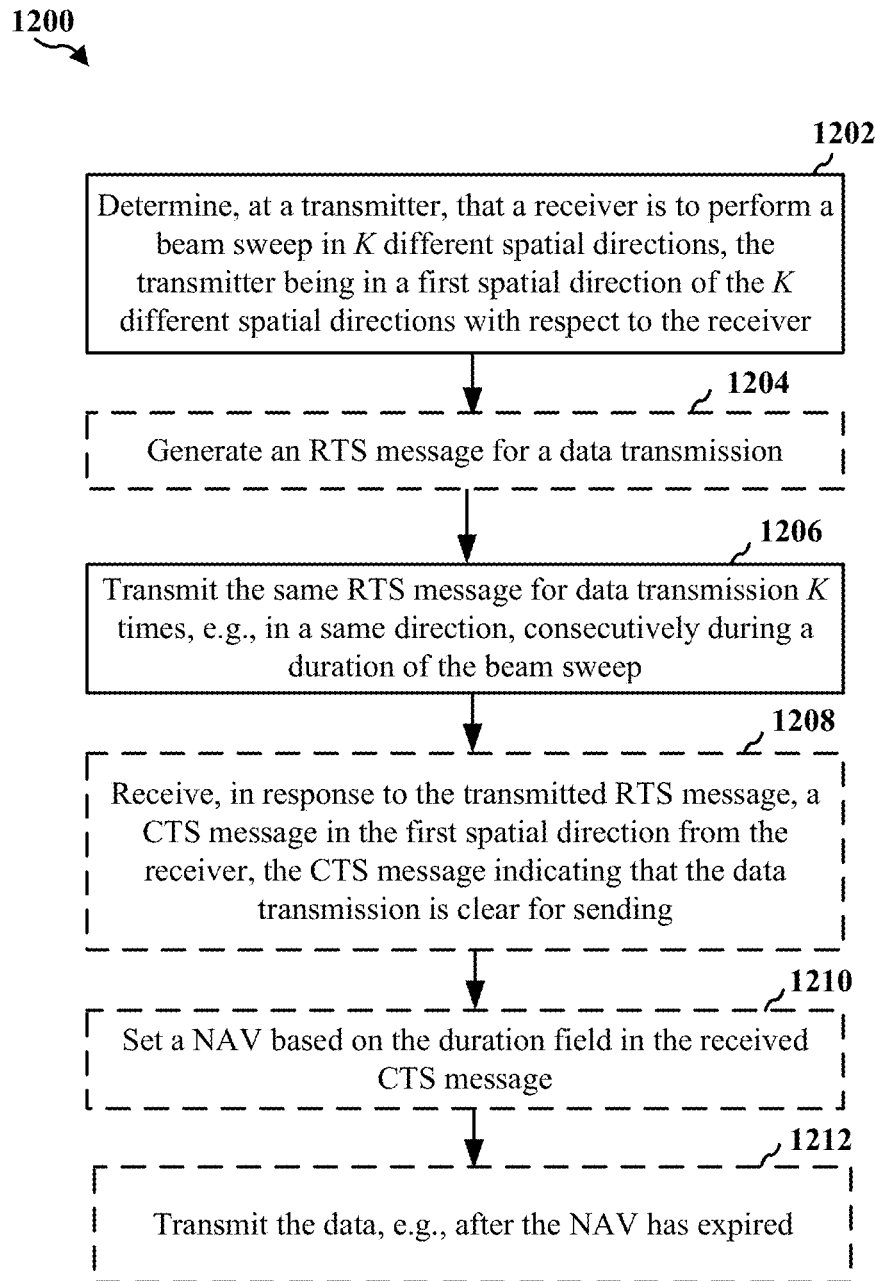 1200
1202
Determine, at a transmitter, that a receiver is to perform a
beam sweep in K different spatial directions, the
transmitter being in a first spatial direction of the K
different spatial directions with respect to the receiver
1204
Generate an RTS message for a data transmission
1206
Transmit the same RTS message for data transmission K
times, e.g., in a same direction, consecutively during a
duration of the beam sweep
1208
Receive, in response to the transmitted RTS message, a
CTS message in the first spatial direction from the
receiver, the CTS message indicating that the data
transmission is clear for sending
1210
Set a NAV based on the duration field in the received
CTS message
1212
Transmit the data, e.g., after the NAV has expired